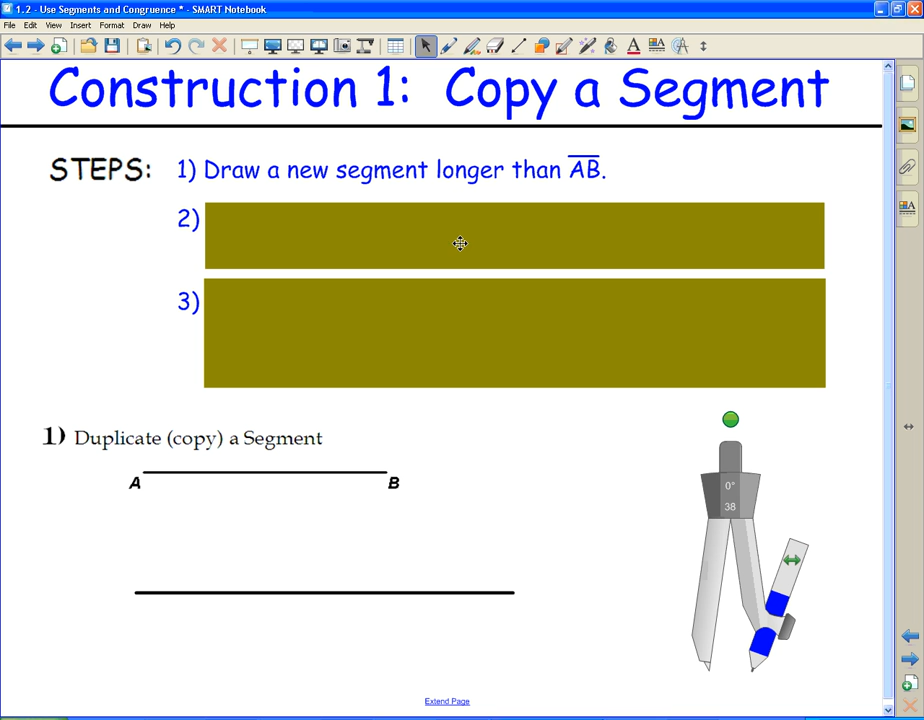 1.2 - Use Segments and Congruence * - SMART Notebook
File Edit View Insert Format Draw Help
Construction 1: Copy a Segment
STEPS: 1) Draw a new segment longer than AB.
2)
3)
1) Duplicate (copy) a Segment
A B
0°
38
Extend Page